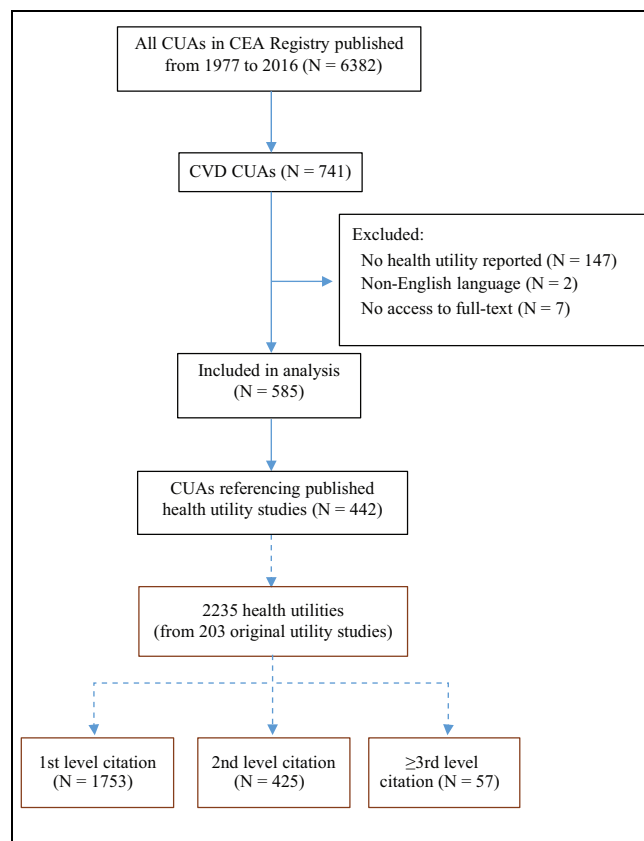 All CUAs in CEA Registry published
from 1977 to 2016 (N = 6382)
CVD CUAs (N = 741)
Excluded:
No health utility reported (N = 147)
Non-English language (N = 2)
No access to full-text (N = 7)
Included in analysis
(N = 585)
CUAs referencing published
health utility studies (N = 442)
2235 health utilities
(from 203 original utility studies)
1st level citation
(N = 1753)
2nd level citation
(N = 425)
≥3rd level
citation (N = 57)